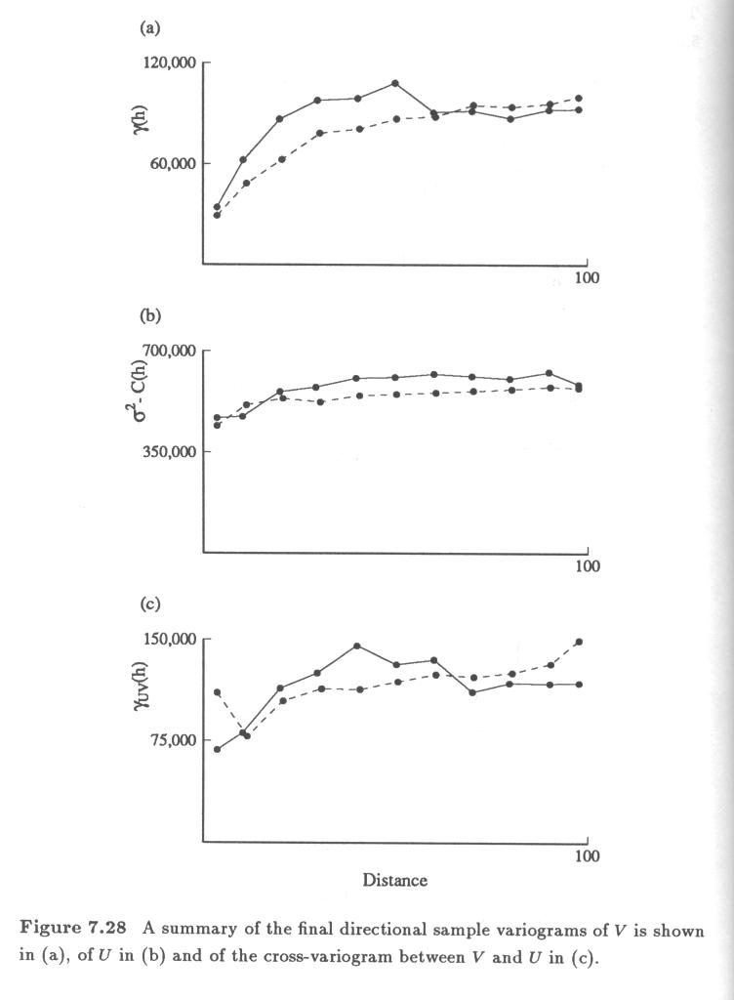 (a)
120,000
γ(h)
60,000
100
(b)
700,000
σ² - C(h)
350,000
100
(c)
150,000
γUV(h)
75,000
100
Distance
Figure 7.28 A summary of the final directional sample variograms of V is shown
in (a), of U in (b) and of the cross-variogram between V and U in (c).